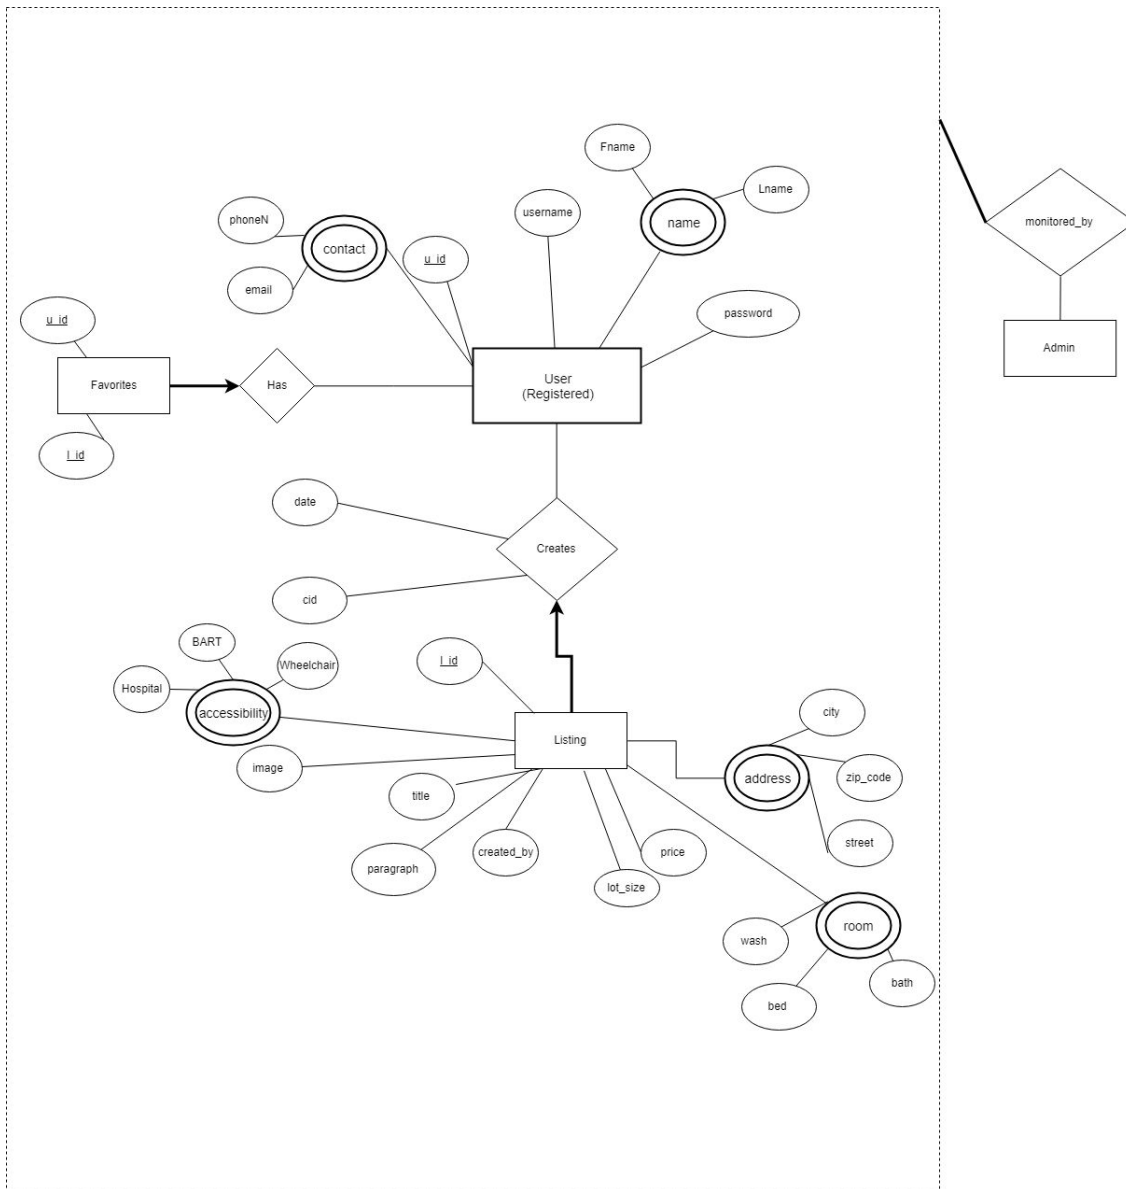 Fname
Lname
username
name
phoneN
contact
u_id
email
password
monitored_by
u_id
Admin
Favorites
Has
User
(Registered)
l_id
date
Creates
cid
BART
Wheelchair
l_id
Hospital
accessibility
city
Listing
image
address
zip_code
title
street
created_by
price
paragraph
lot_size
room
wash
bath
bed